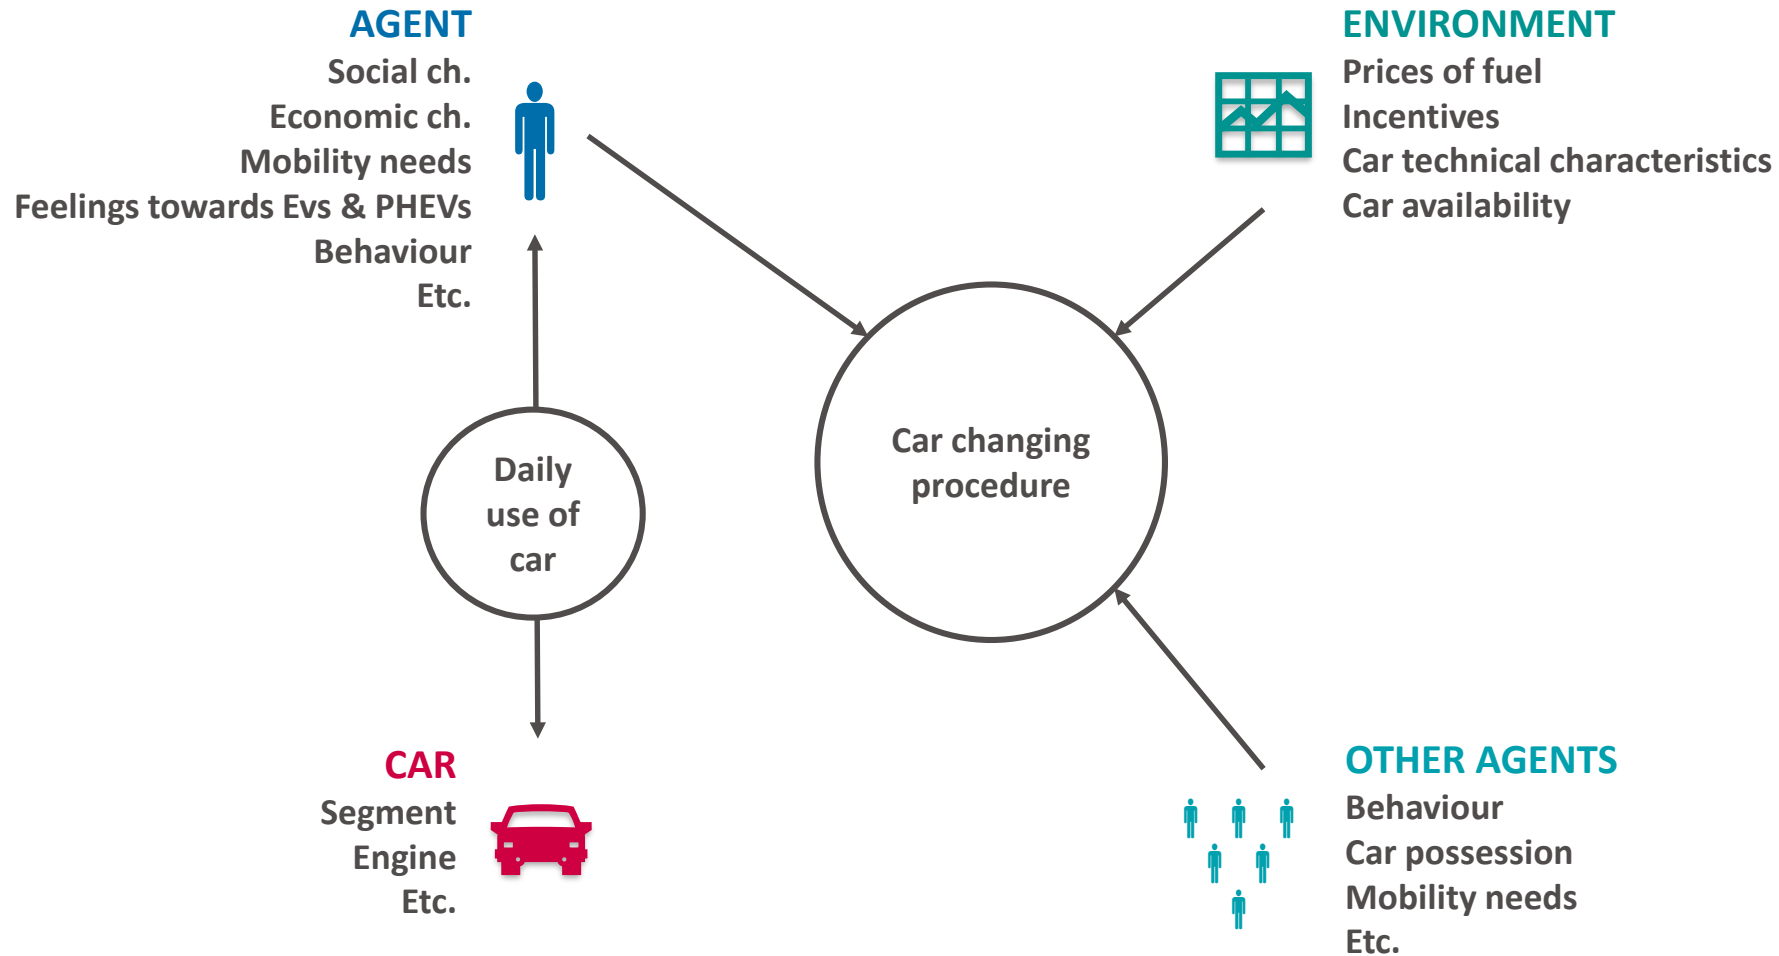 AGENT
Social ch.
Economic ch.
Mobility needs
Feelings towards Evs & PHEVs
Behaviour
Etc.
ENVIRONMENT
Prices of fuel
Incentives
Car technical characteristics
Car availability
Daily
use of
car
Car changing
procedure
CAR
Segment
Engine
Etc.
OTHER AGENTS
Behaviour
Car possession
Mobility needs
Etc.